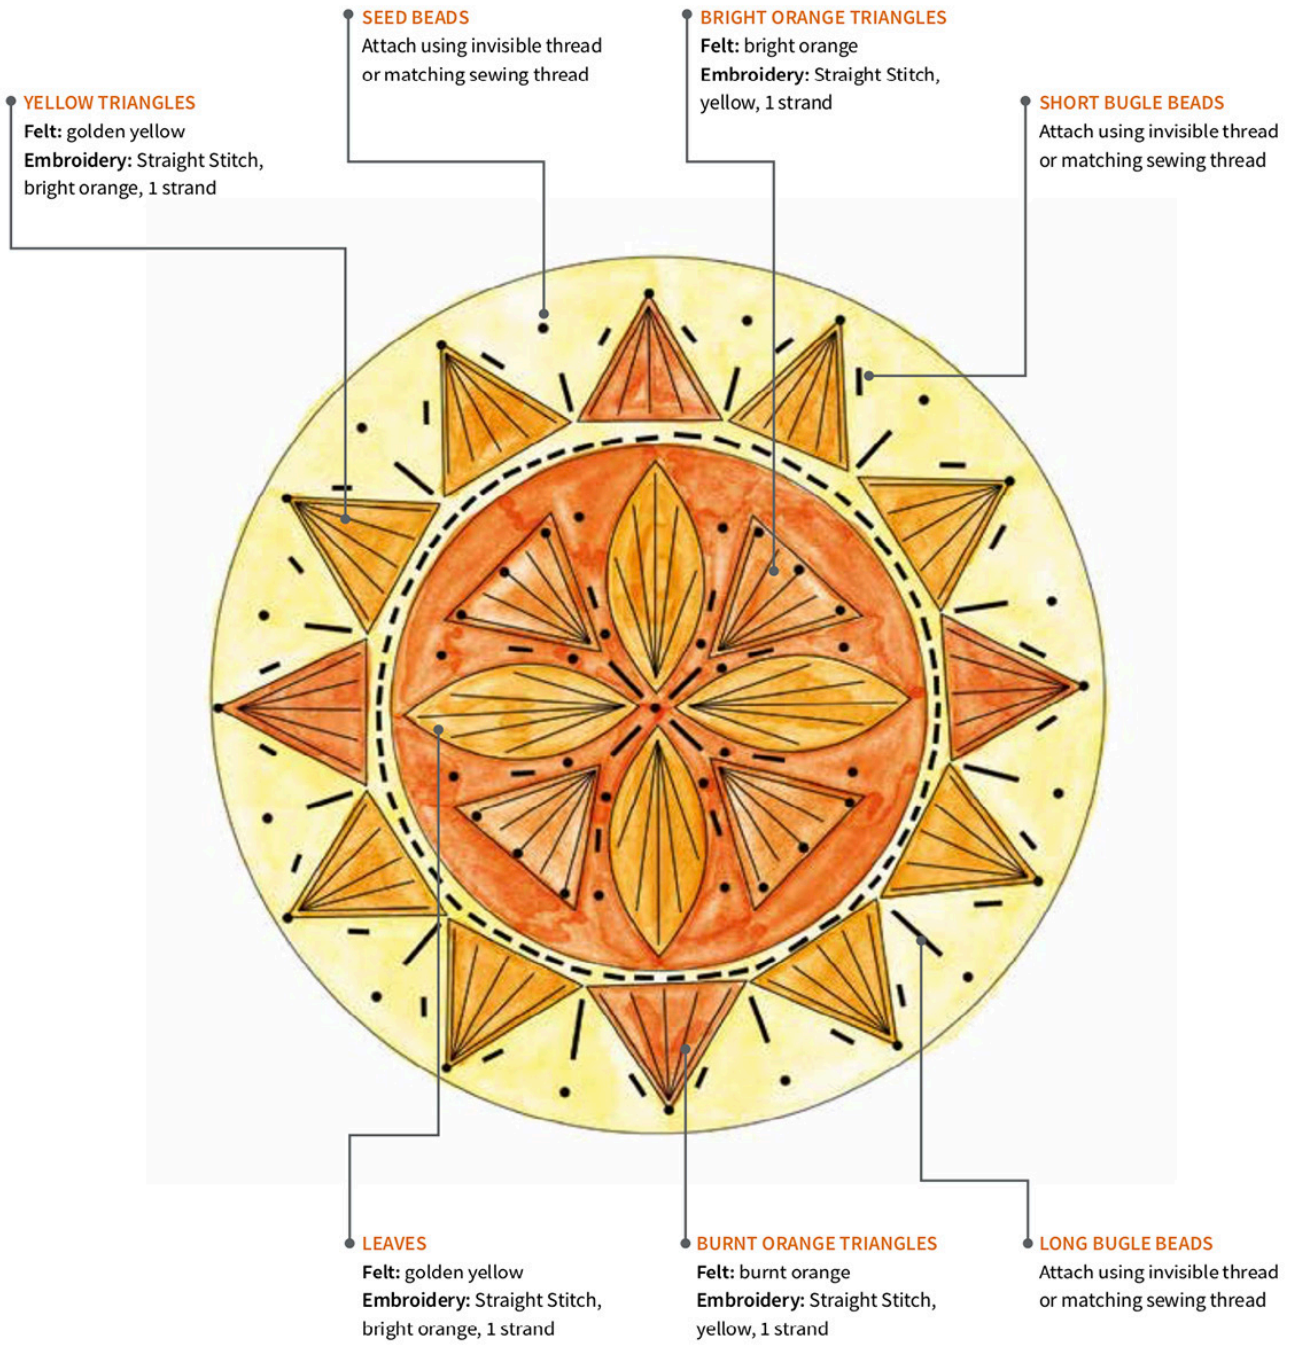 SEED BEADS
Attach using invisible thread
or matching sewing thread
BRIGHT ORANGE TRIANGLES
Felt: bright orange
Embroidery: Straight Stitch,
yellow, 1 strand
YELLOW TRIANGLES
Felt: golden yellow
Embroidery: Straight Stitch,
bright orange, 1 strand
SHORT BUGLE BEADS
Attach using invisible thread
or matching sewing thread
LEAVES
Felt: golden yellow
Embroidery: Straight Stitch,
bright orange, 1 strand
BURNT ORANGE TRIANGLES
Felt: burnt orange
Embroidery: Straight Stitch,
yellow, 1 strand
LONG BUGLE BEADS
Attach using invisible thread
or matching sewing thread